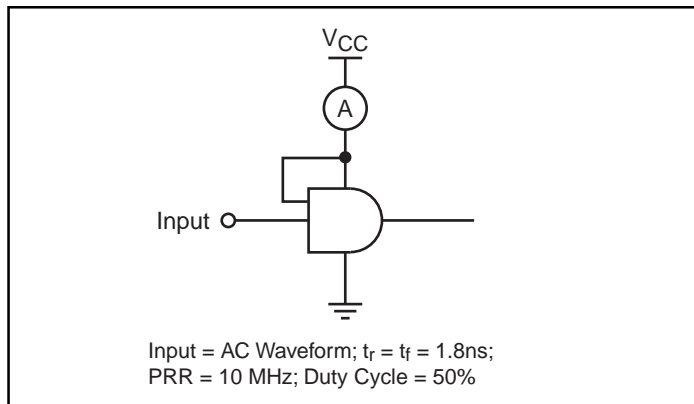 VCC
A
Input
Input = AC Waveform; tr = tf = 1.8ns;
PRR = 10 MHz; Duty Cycle = 50%